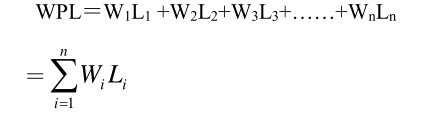 WPL=W₁L₁ +W₂L₂+W₃L₃+……+WₙLₙ
= ∑ᵢ₌₁ⁿ WᵢLᵢ